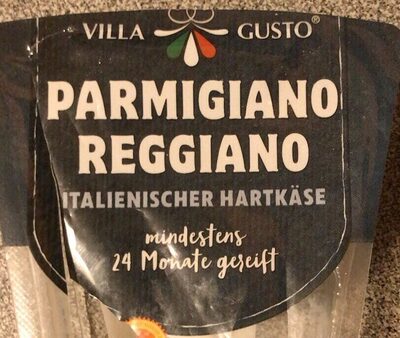 VILLA GUSTO®
PARMIGIANO
REGGIANO
ITALIENISCHER HARTKÄSE
mindestens
24 Monate gereift